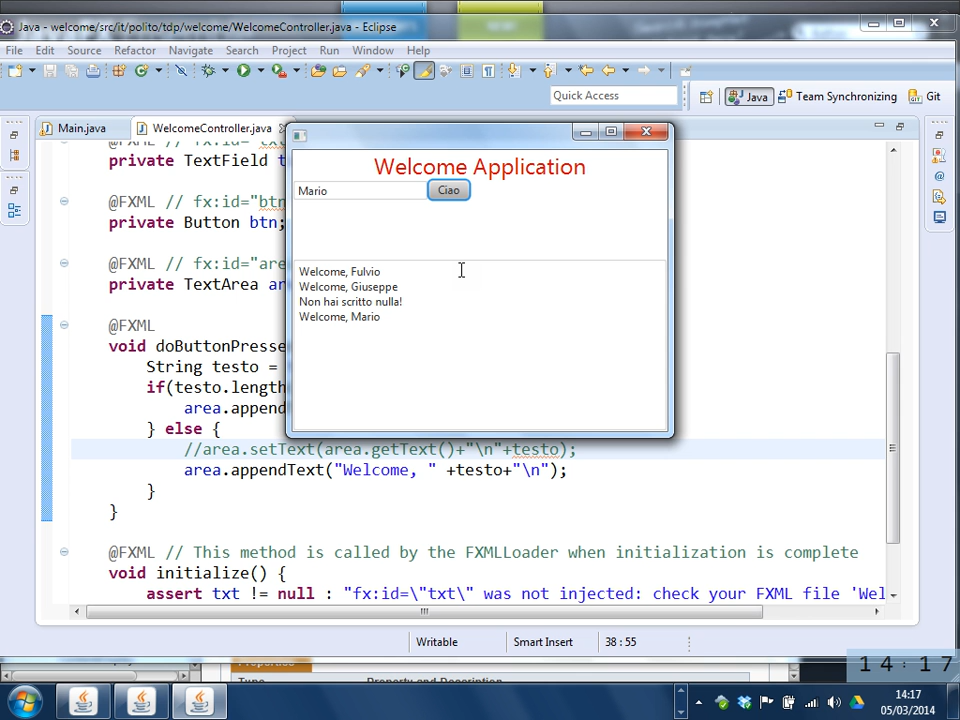 Java - welcome/src/it/polito/tdp/welcome/WelcomeController.java - Eclipse
File Edit Source Refactor Navigate Search Project Run Window Help
Quick Access
Java
Team Synchronizing
Git
Main.java
WelcomeController.java
private TextField t
@FXML // fx:id="btn
private Button btn;
@FXML // fx:id="are
private TextArea ar
@FXML
void doButtonPresse
String testo =
if(testo.length
area.append
} else {
//area.setText(area.getText()+"\n"+testo);
area.appendText("Welcome, " +testo+"\n");
}
}
@FXML // This method is called by the FXMLLoader when initialization is complete
void initialize() {
assert txt != null : "fx:id=\"txt\" was not injected: check your FXML file 'Wel
Welcome Application
Mario
Ciao
Welcome, Fulvio
Welcome, Giuseppe
Non hai scritto nulla!
Welcome, Mario
Writable
Smart Insert
38 : 55
14:17
Property and Description
14:17
05/03/2014